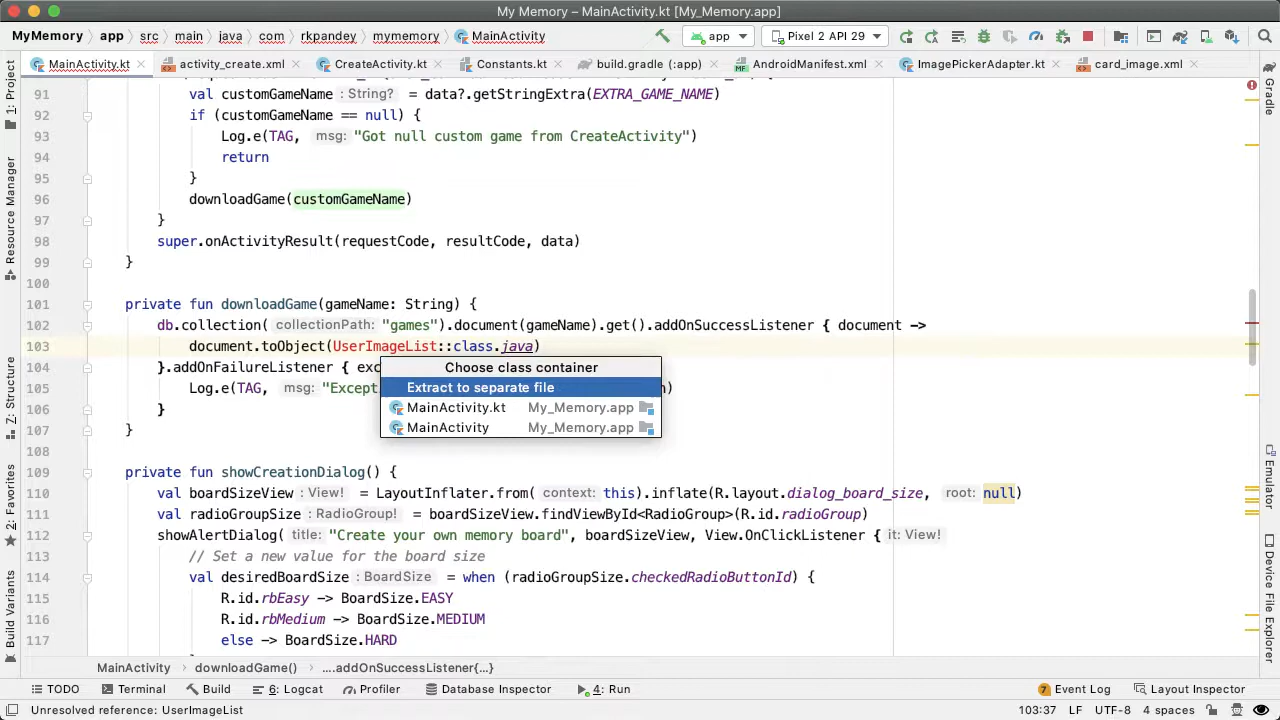 My Memory – MainActivity.kt [My_Memory.app]
MyMemory app src main java com rkpandey mymemory MainActivity app Pixel 2 API 29
MainActivity.kt activity_create.xml CreateActivity.kt Constants.kt build.gradle (:app) AndroidManifest.xml ImagePickerAdapter.kt card_image.xml
91 val customGameName : String? = data?.getStringExtra(EXTRA_GAME_NAME)
92 if (customGameName == null) {
93 Log.e(TAG, msg: "Got null custom game from CreateActivity")
94 return
95 }
96 downloadGame(customGameName)
97 }
98 super.onActivityResult(requestCode, resultCode, data)
99 }
100
101 private fun downloadGame(gameName: String) {
102 db.collection( collectionPath: "games").document(gameName).get().addOnSuccessListener { document ->
103 document.toObject(UserImageList::class.java)
104 }.addOnFailureListener { exc
Choose class container
105 Log.e(TAG, msg: "Except
Extract to separate file
)
106 }
MainActivity.kt My_Memory.app
107 }
MainActivity My_Memory.app
108
109 private fun showCreationDialog() {
110 val boardSizeView : View! = LayoutInflater.from( context: this).inflate(R.layout.dialog_board_size, root: null)
111 val radioGroupSize : RadioGroup! = boardSizeView.findViewById<RadioGroup>(R.id.radioGroup)
112 showAlertDialog( title: "Create your own memory board", boardSizeView, View.OnClickListener { it: View!
113 // Set a new value for the board size
114 val desiredBoardSize : BoardSize = when (radioGroupSize.checkedRadioButtonId) {
115 R.id.rbEasy -> BoardSize.EASY
116 R.id.rbMedium -> BoardSize.MEDIUM
117 else -> BoardSize.HARD
MainActivity downloadGame() ….addOnSuccessListener{…}
TODO Terminal Build 6: Logcat Profiler Database Inspector 4: Run 7 Event Log Layout Inspector
Unresolved reference: UserImageList 103:37 LF UTF-8 4 spaces
1: Project
Resource Manager
Z: Structure
2: Favorites
Build Variants
Gradle
Emulator
Device File Explorer